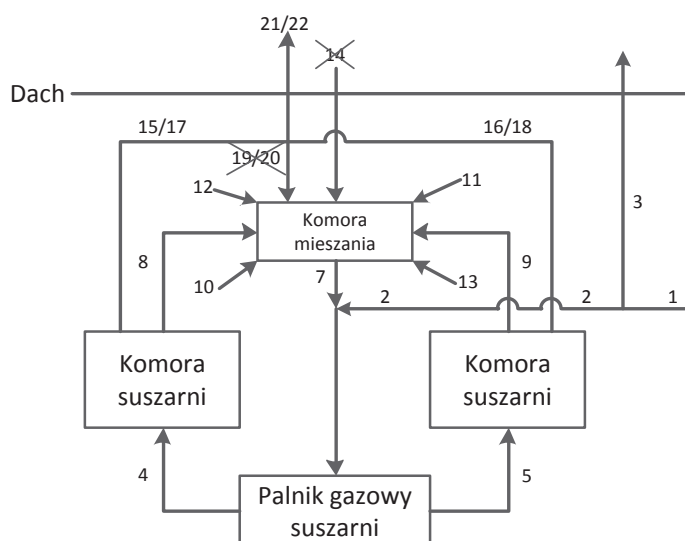 21/22
14
Dach
15/17
16/18
19/20
12
11
3
Komora
mieszania
8
9
10
7
13
2
2
1
Komora
suszarni
Komora
suszarni
4
5
Palnik gazowy
suszarni